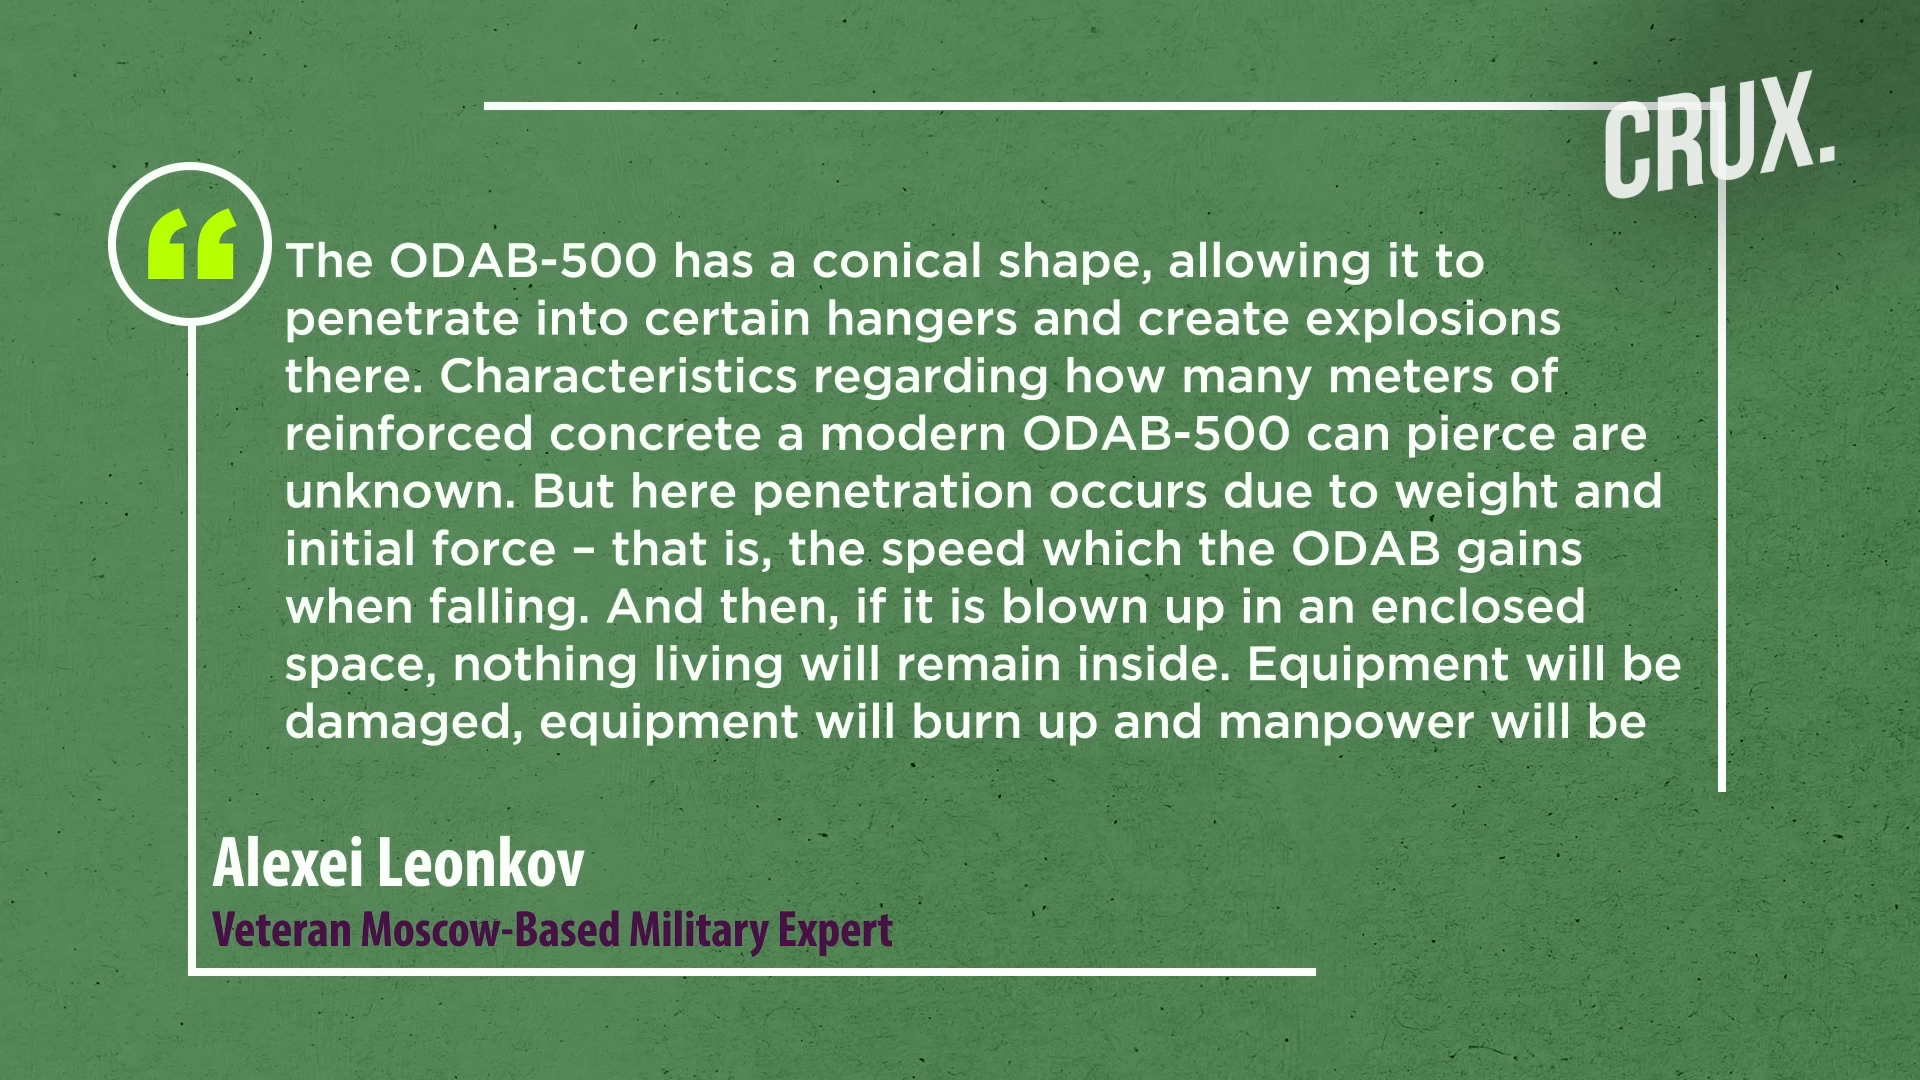 CRUX.
“
The ODAB-500 has a conical shape, allowing it to
penetrate into certain hangers and create explosions
there. Characteristics regarding how many meters of
reinforced concrete a modern ODAB-500 can pierce are
unknown. But here penetration occurs due to weight and
initial force – that is, the speed which the ODAB gains
when falling. And then, if it is blown up in an enclosed
space, nothing living will remain inside. Equipment will be
damaged, equipment will burn up and manpower will be
Alexei Leonkov
Veteran Moscow-Based Military Expert